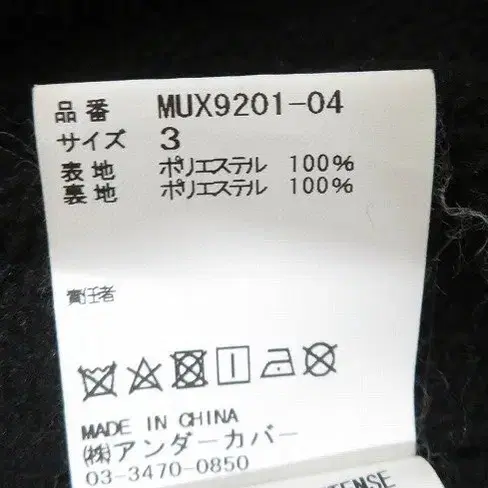 品番 MUX9201-04
サイズ 3
表地 ポリエステル 100%
裏地 ポリエステル 100%
責任者
MADE IN CHINA
㈱アンダーカバー
03-3470-0850